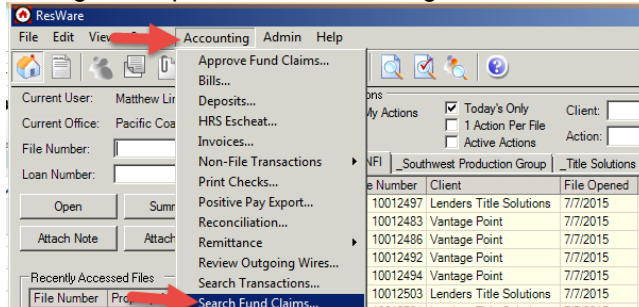 ResWare
File Edit Accounting Admin Help
Approve Fund Claims...
Bills...
Deposits...
HRS Escheat...
Invoices...
Non-File Transactions
Print Checks...
Positive Pay Export...
Reconciliation...
Remittance
Review Outgoing Wires...
Search Transactions...
Search Fund Claims...
Current User: Matthew
Current Office: Pacific
File Number:
Loan Number:
Open
Attach Note Attach
Recently Accessed Files
File Number
My Actions Today's Only Client:
1 Action Per File
Active Actions Action:
NFI _Southwest Production Group _Title Solutions
Number Client File Opened
10012497 Lenders Title Solutions 7/7/2015
10012483 Vantage Point 7/7/2015
10012486 Vantage Point 7/7/2015
10012492 Vantage Point 7/7/2015
10012494 Vantage Point 7/7/2015
10012503 Lenders Title Solutions 7/7/2015